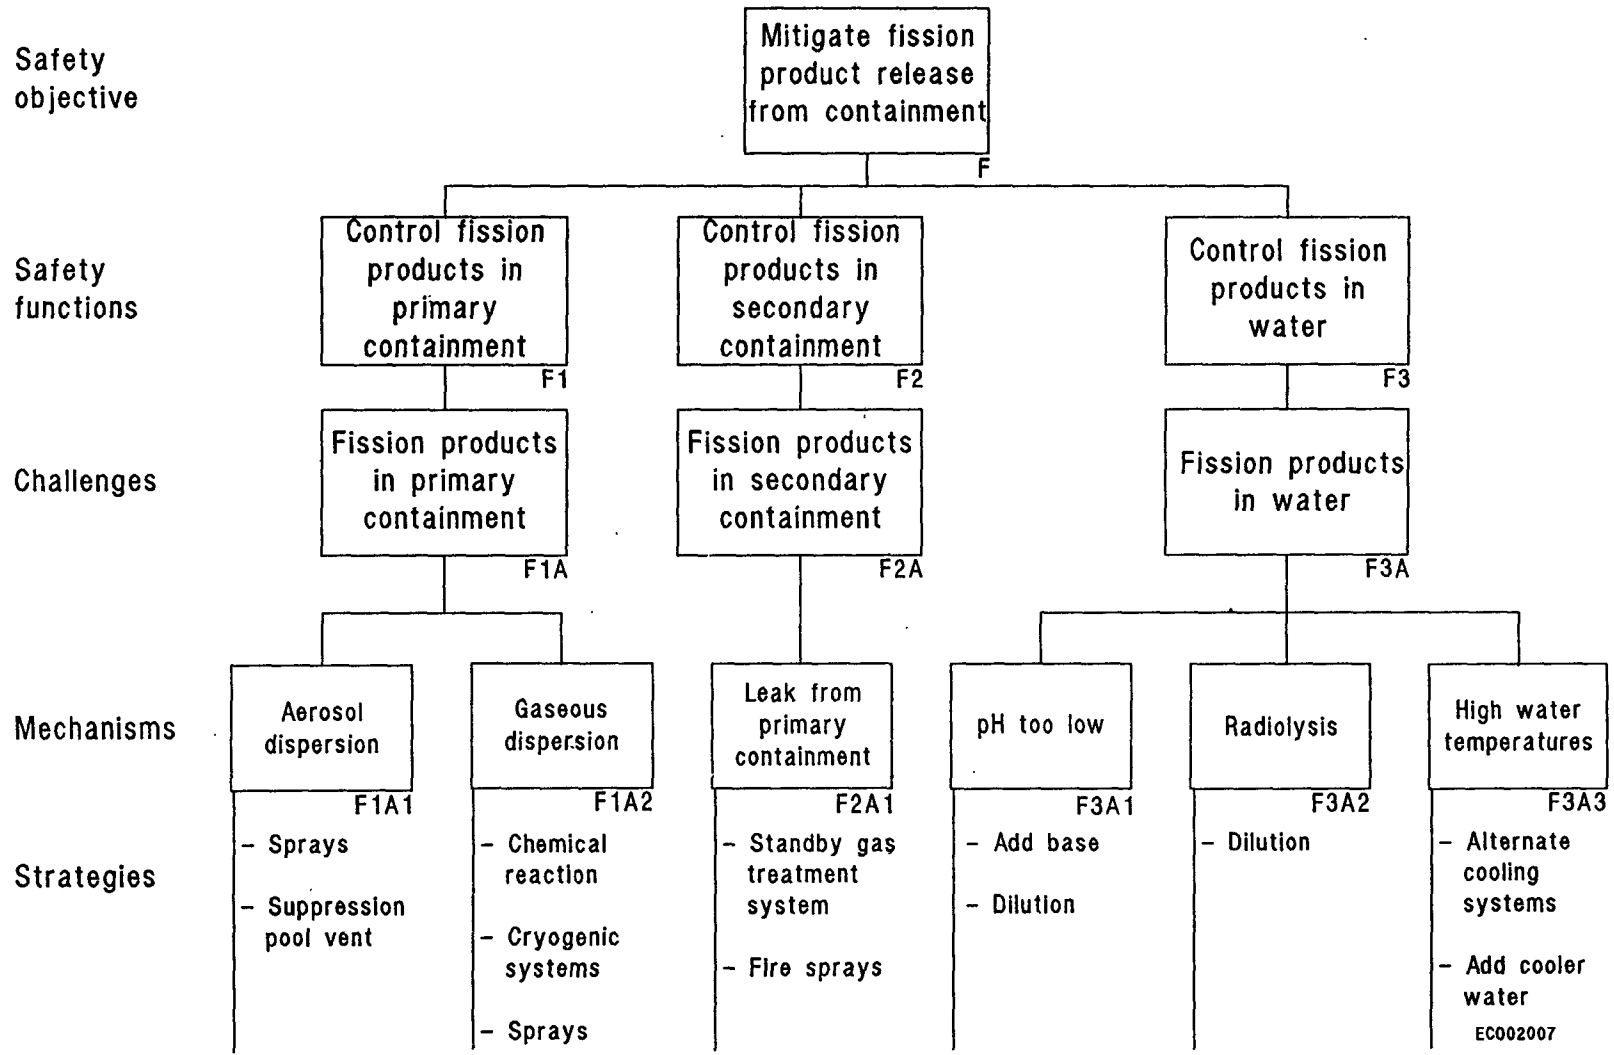 Safety
objective
Mitigate fission
product release
from containment
F
Safety
functions
Control fission
products in
primary
containment
F1
Control fission
products in
secondary
containment
F2
Control fission
products in
water
F3
Challenges
Fission products
in primary
containment
F1A
Fission products
in secondary
containment
F2A
Fission products
in water
F3A
Mechanisms
Aerosol
dispersion
F1A1
Gaseous
dispersion
F1A2
Leak from
primary
containment
F2A1
pH too low
F3A1
Radiolysis
F3A2
High water
temperatures
F3A3
Strategies
- Sprays
- Suppression
pool vent
- Chemical
reaction
- Cryogenic
systems
- Sprays
- Standby gas
treatment
system
- Fire sprays
- Add base
- Dilution
- Dilution
- Alternate
cooling
systems
- Add cooler
water
ECO02007